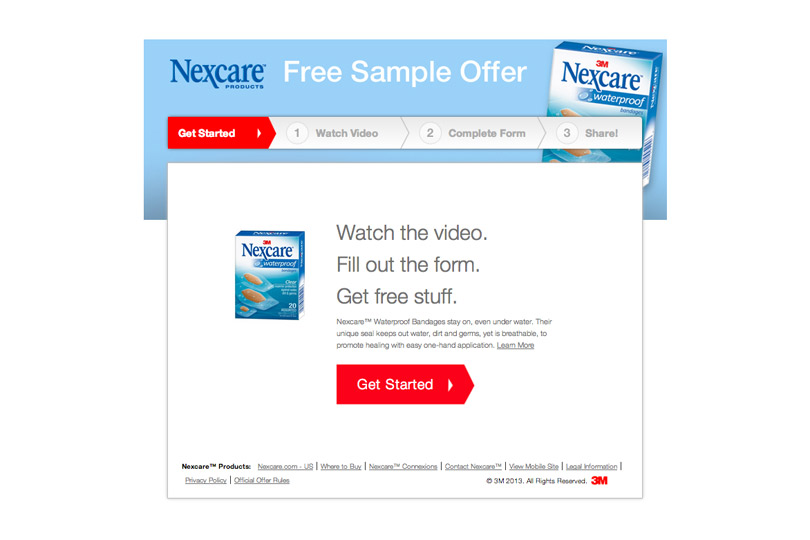 Nexcare™
PRODUCTS
Free Sample Offer
3M
Nexcare™
waterproof
bandages
Get Started
1 Watch Video
2 Complete Form
3 Share!
3M
Nexcare™
waterproof
bandages
Clear
20
Watch the video.
Fill out the form.
Get free stuff.
Nexcare™ Waterproof Bandages stay on, even under water. Their
unique seal keeps out water, dirt and germs, yet is breathable, to
promote healing with easy one-hand application. Learn More
Get Started
Nexcare™ Products: Nexcare.com - US | Where to Buy | Nexcare™ Connexions | Contact Nexcare™ | View Mobile Site | Legal Information |
Privacy Policy | Official Offer Rules
© 3M 2013. All Rights Reserved. 3M